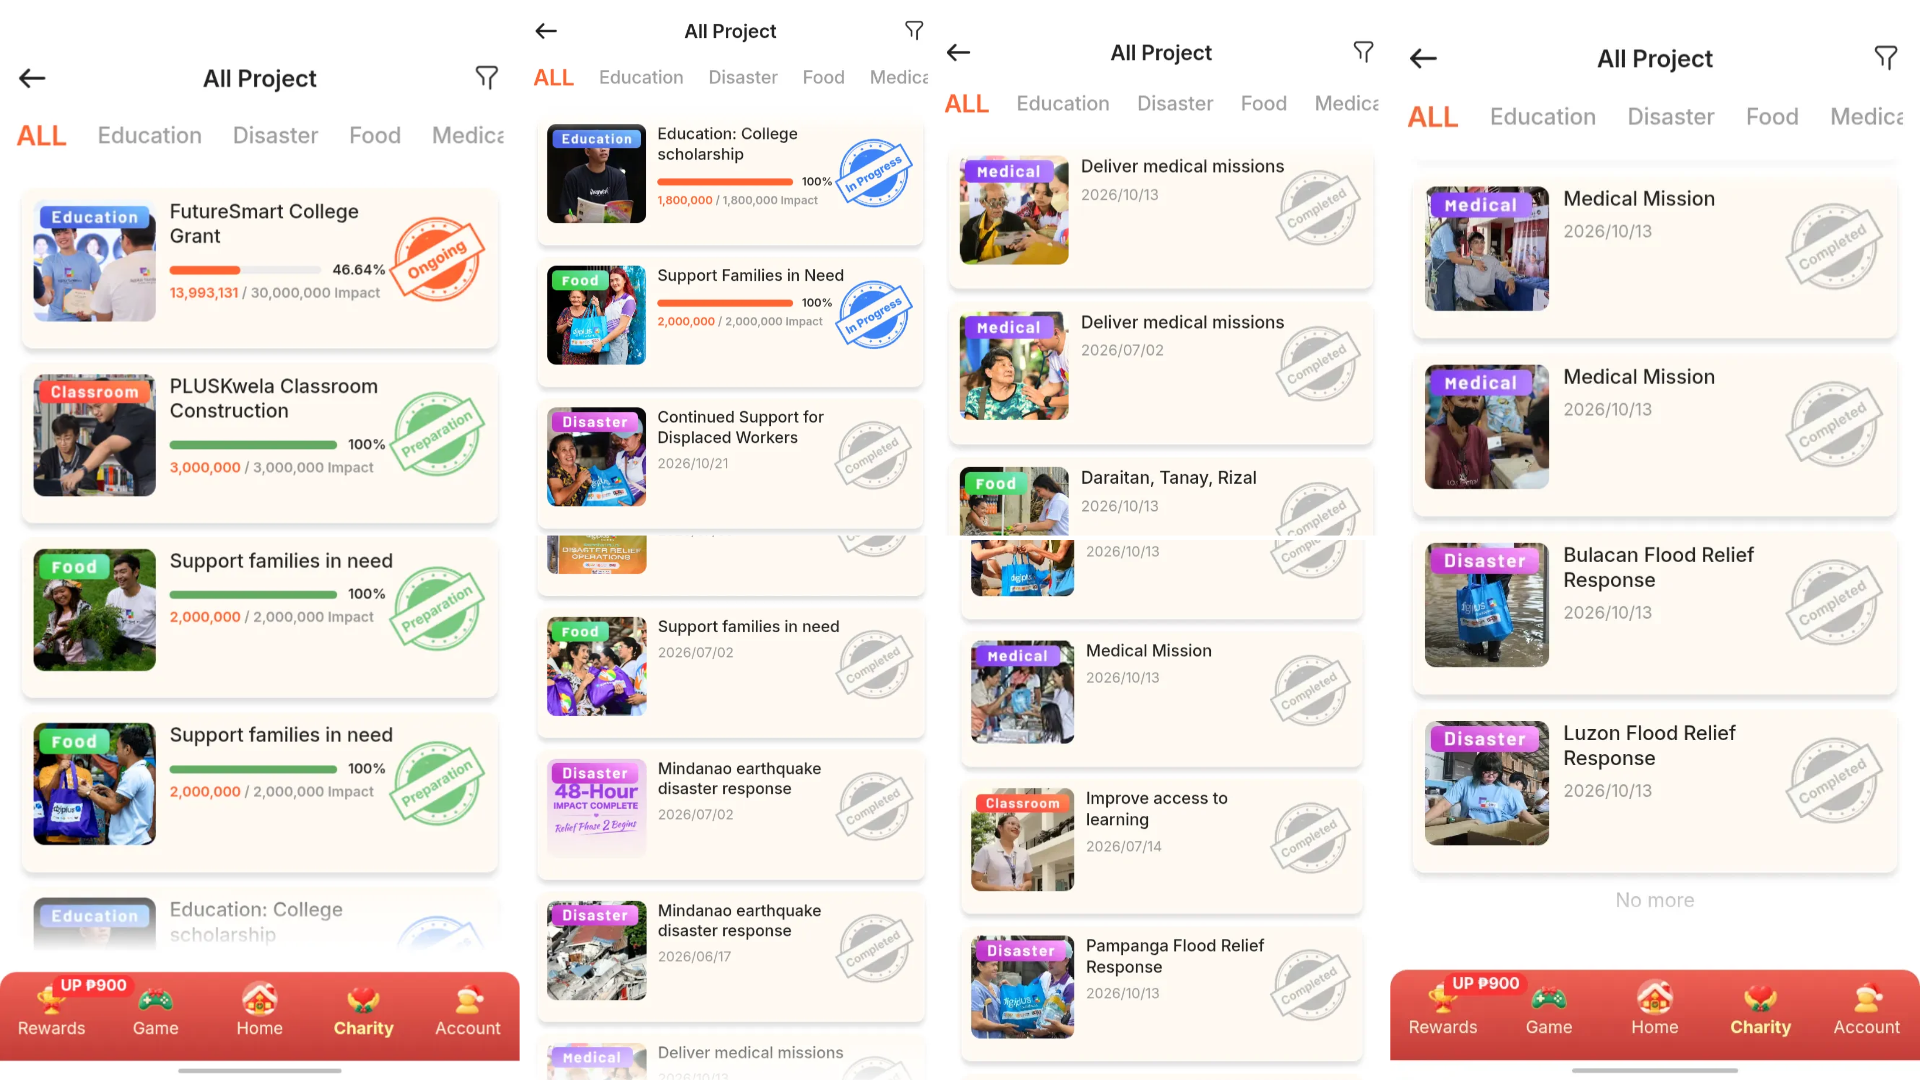 All Project
ALL Education Disaster Food Medica
Education
FutureSmart College
Grant
46.64%
13,993,131 / 30,000,000 Impact
Ongoing
Classroom
PLUSKwela Classroom
Construction
100%
3,000,000 / 3,000,000 Impact
Preparation
Food
Support families in need
100%
2,000,000 / 2,000,000 Impact
Preparation
Food
Support families in need
100%
2,000,000 / 2,000,000 Impact
Preparation
digiplus
Education
Education: College
scholarship
UP ₱900
Rewards Game Home Charity Account
All Project
ALL Education Disaster Food Medica
Education
Education: College
scholarship
100%
1,800,000 / 1,800,000 Impact
In Progress
Food
Support Families in Need
100%
2,000,000 / 2,000,000 Impact
In Progress
Disaster
Continued Support for
Displaced Workers
2026/10/21
Completed
DISASTER RELIEF
OPERATIONS
Food
Support families in need
2026/07/02
Completed
Disaster
48-Hour
IMPACT COMPLETE
Relief Phase 2 Begins
Mindanao earthquake
disaster response
2026/07/02
Completed
Disaster
Mindanao earthquake
disaster response
2026/06/17
Completed
Medical
Deliver medical missions
2026/10/13
All Project
ALL Education Disaster Food Medica
Medical
Deliver medical missions
2026/10/13
Completed
Medical
Deliver medical missions
2026/07/02
Completed
Food
Daraitan, Tanay, Rizal
2026/10/13
Completed
2026/10/13
Completed
digiplus
Medical
Medical Mission
2026/10/13
Completed
Classroom
Improve access to
learning
2026/07/14
Completed
Disaster
Pampanga Flood Relief
Response
2026/10/13
Completed
digiplus
All Project
ALL Education Disaster Food Medica
Medical
Medical Mission
2026/10/13
Completed
Medical
Medical Mission
2026/10/13
Completed
Disaster
Bulacan Flood Relief
Response
2026/10/13
Completed
digiplus
Disaster
Luzon Flood Relief
Response
2026/10/13
Completed
No more
UP ₱900
Rewards Game Home Charity Account